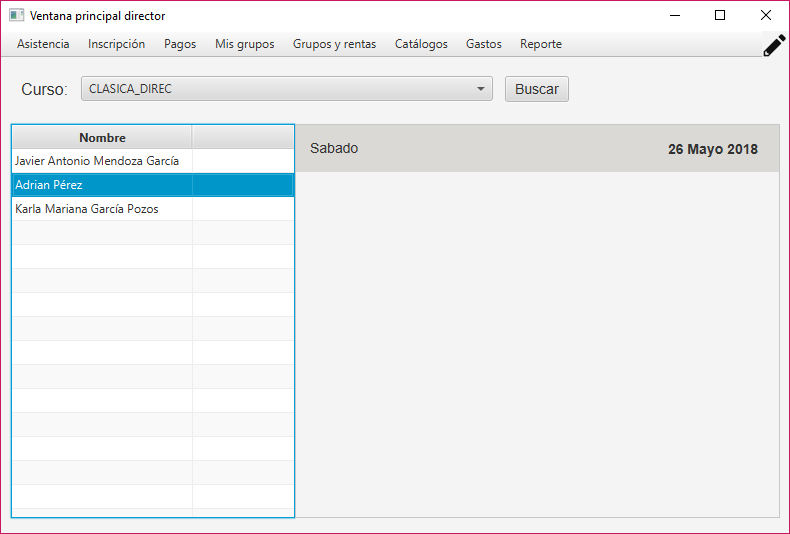 Ventana principal director
Asistencia Inscripción Pagos Mis grupos Grupos y rentas Catálogos Gastos Reporte
Curso: CLASICA_DIREC Buscar
Nombre
Javier Antonio Mendoza García
Adrian Pérez
Karla Mariana García Pozos
Sabado 26 Mayo 2018